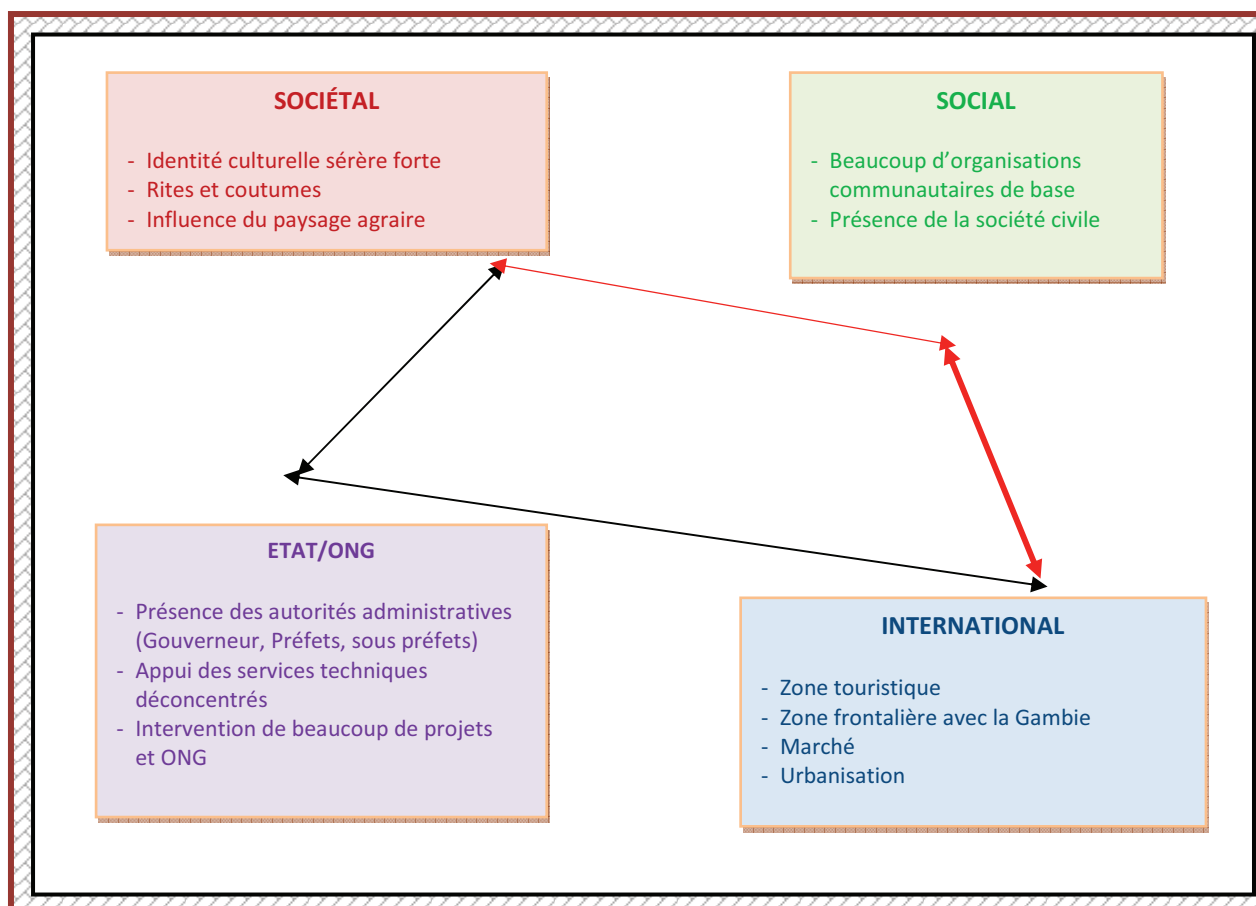 SOCIÉTAL
- Identité culturelle sérère forte
- Rites et coutumes
- Influence du paysage agraire
SOCIAL
- Beaucoup d’organisations
communautaires de base
- Présence de la société civile
ETAT/ONG
- Présence des autorités administratives
(Gouverneur, Préfets, sous préfets)
- Appui des services techniques
déconcentrés
- Intervention de beaucoup de projets
et ONG
INTERNATIONAL
- Zone touristique
- Zone frontalière avec la Gambie
- Marché
- Urbanisation